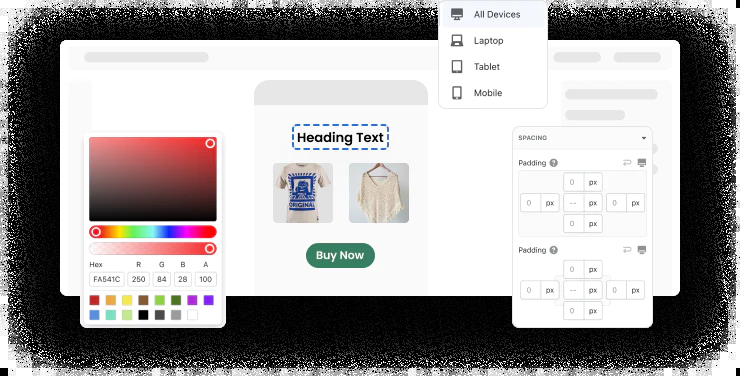 All Devices
Laptop
Tablet
Mobile
Heading Text
ORIGINAL
Buy Now
Hex R G B A
FA541C 250 84 28 100
SPACING
Padding ?
0 px
0 px -- px 0 px
0 px
Padding ?
0 px
0 px -- px 0 px
0 px